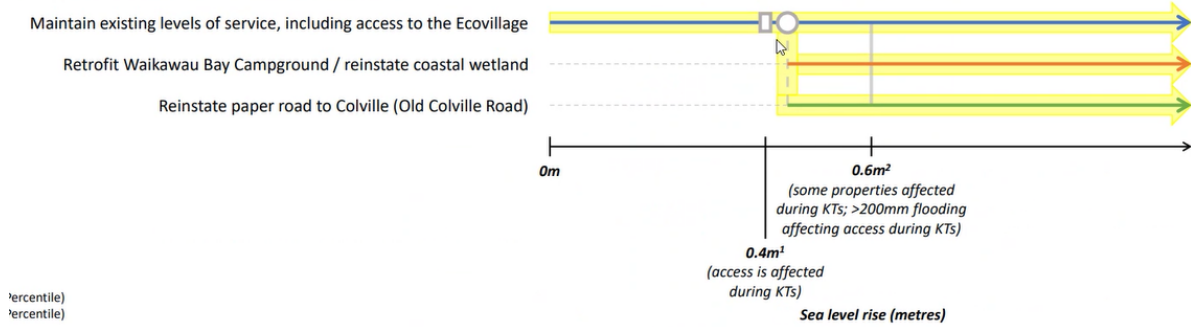 Maintain existing levels of service, including access to the Ecovillage
Retrofit Waikawau Bay Campground / reinstate coastal wetland
Reinstate paper road to Colville (Old Colville Road)
0m
0.6m²
(some properties affected
during KTs; >200mm flooding
affecting access during KTs)
0.4m¹
(access is affected
during KTs)
ercentile)
ercentile)
Sea level rise (metres)